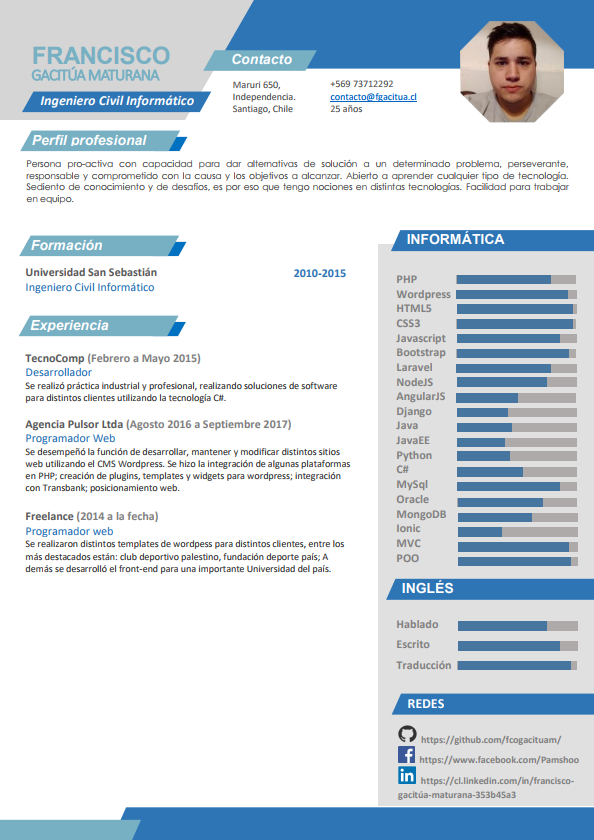 FRANCISCO
GACITÚA MATURANA
Ingeniero Civil Informático
Contacto
Maruri 650,
Independencia.
Santiago, Chile
+569 73712292
contacto@fgacitua.cl
25 años
Perfil profesional
Persona pro-activa con capacidad para dar alternativas de solución a un determinado problema, perseverante,
responsable y comprometido con la causa y los objetivos a alcanzar. Abierto a aprender cualquier tipo de tecnología.
Sediento de conocimiento y de desafíos, es por eso que tengo nociones en distintas tecnologías. Facilidad para trabajar
en equipo.
Formación
Universidad San Sebastián 2010-2015
Ingeniero Civil Informático
Experiencia
TecnoComp (Febrero a Mayo 2015)
Desarrollador
Se realizó práctica industrial y profesional, realizando soluciones de software
para distintos clientes utilizando la tecnología C#.
Agencia Pulsor Ltda (Agosto 2016 a Septiembre 2017)
Programador Web
Se desempeñó la función de desarrollar, mantener y modificar distintos sitios
web utilizando el CMS Wordpress. Se hizo la integración de algunas plataformas
en PHP; creación de plugins, templates y widgets para wordpress; integración
con Transbank; posicionamiento web.
Freelance (2014 a la fecha)
Programador web
Se realizaron distintos templates de wordpess para distintos clientes, entre los
más destacados están: club deportivo palestino, fundación deporte país; A
demás se desarrolló el front-end para una importante Universidad del país.
INFORMÁTICA
PHP
Wordpress
HTML5
CSS3
Javascript
Bootstrap
Laravel
NodeJS
AngularJS
Django
Java
JavaEE
Python
C#
MySql
Oracle
MongoDB
Ionic
MVC
POO
INGLÉS
Hablado
Escrito
Traducción
REDES
https://github.com/fcogacituam/
https://www.facebook.com/Pamshoo
https://cl.linkedin.com/in/francisco-
gacitúa-maturana-353b45a3